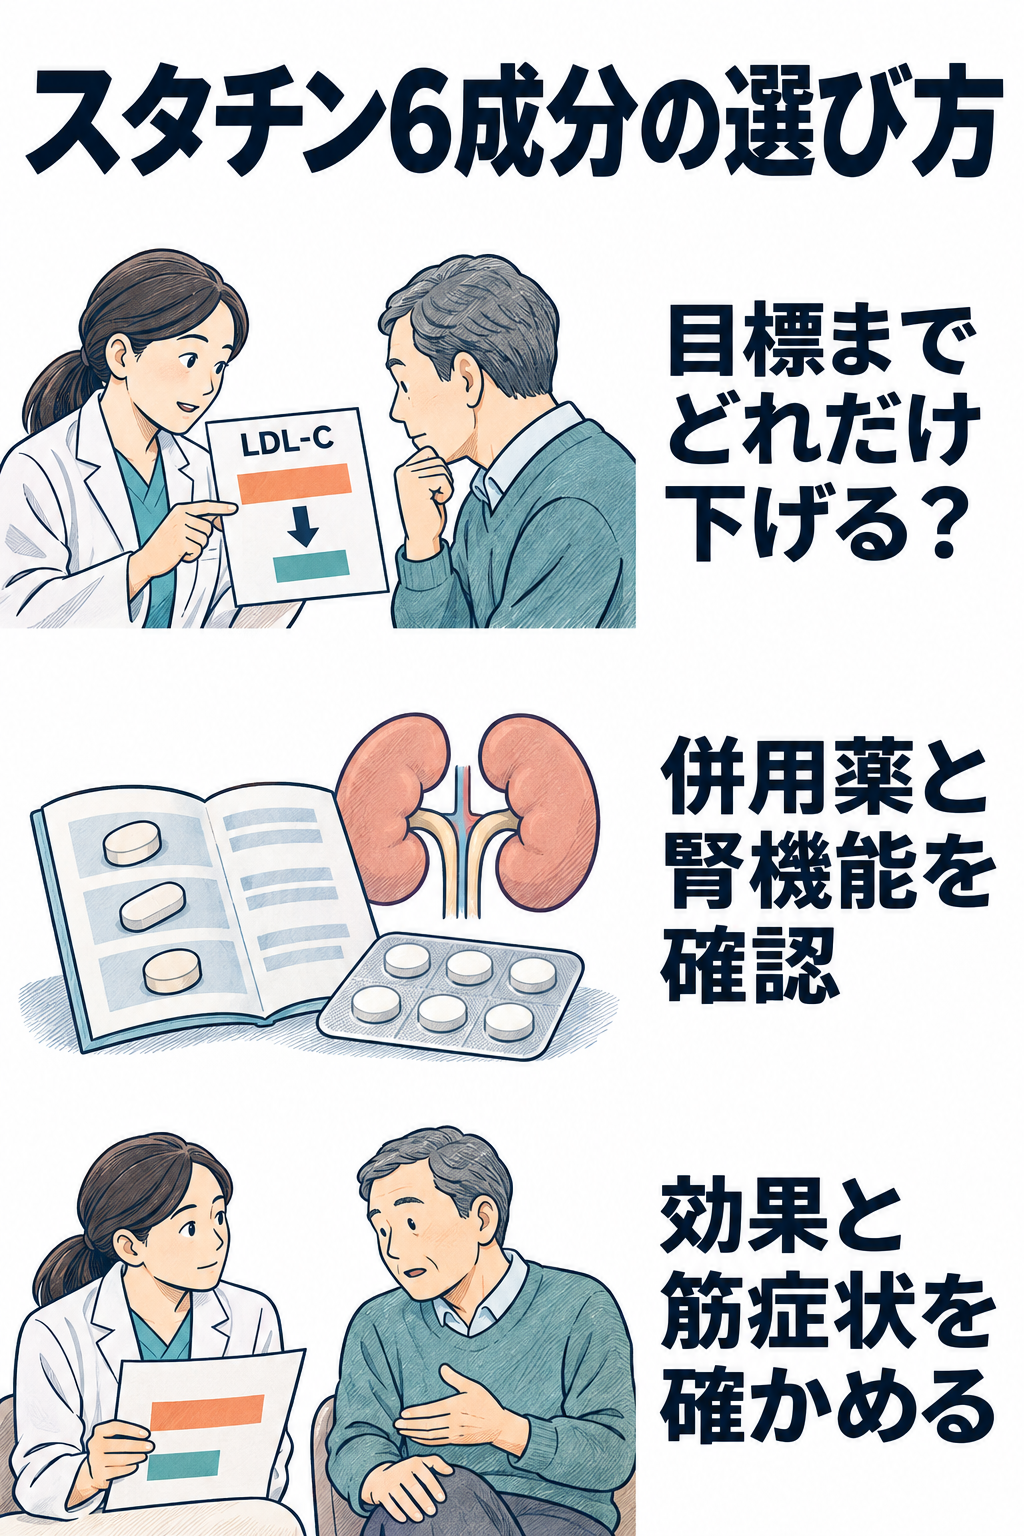 スタチン6成分の選び方
LDL-C
目標まで
どれだけ
下げる？
併用薬と
腎機能を
確認
効果と
筋症状を
確かめる